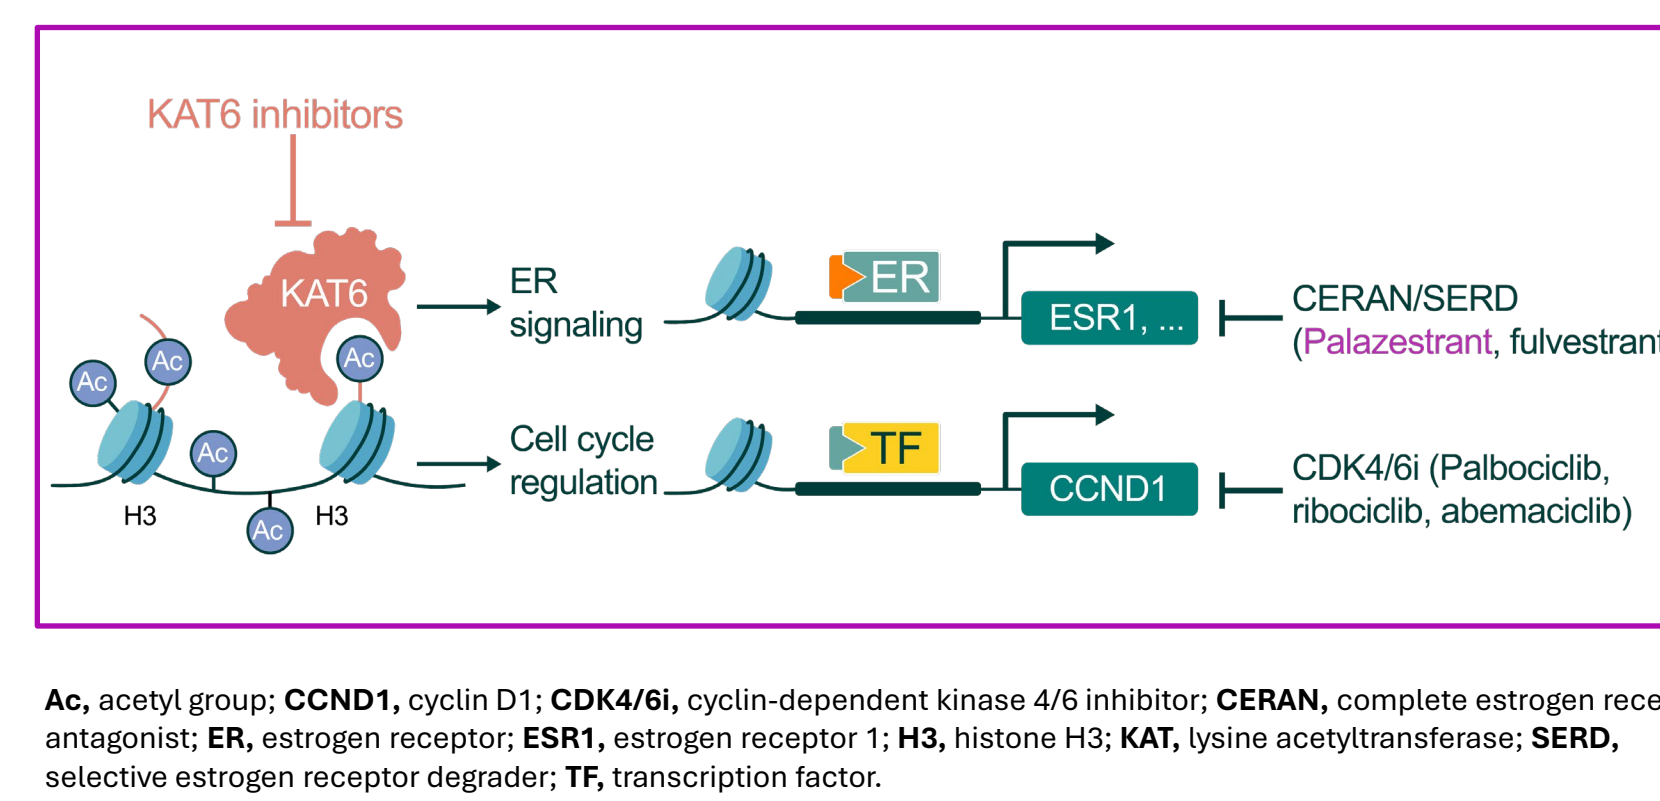 KAT6 inhibitors
KAT6
Ac
Ac
Ac
Ac
Ac
H3
H3
ER
signaling
Cell cycle
regulation
ER
ESR1, ...
TF
CCND1
CERAN/SERD
(Palazestrant, fulvestrant
CDK4/6i (Palbociclib,
ribociclib, abemaciclib)
Ac, acetyl group; CCND1, cyclin D1; CDK4/6i, cyclin-dependent kinase 4/6 inhibitor; CERAN, complete estrogen rece
antagonist; ER, estrogen receptor; ESR1, estrogen receptor 1; H3, histone H3; KAT, lysine acetyltransferase; SERD,
selective estrogen receptor degrader; TF, transcription factor.